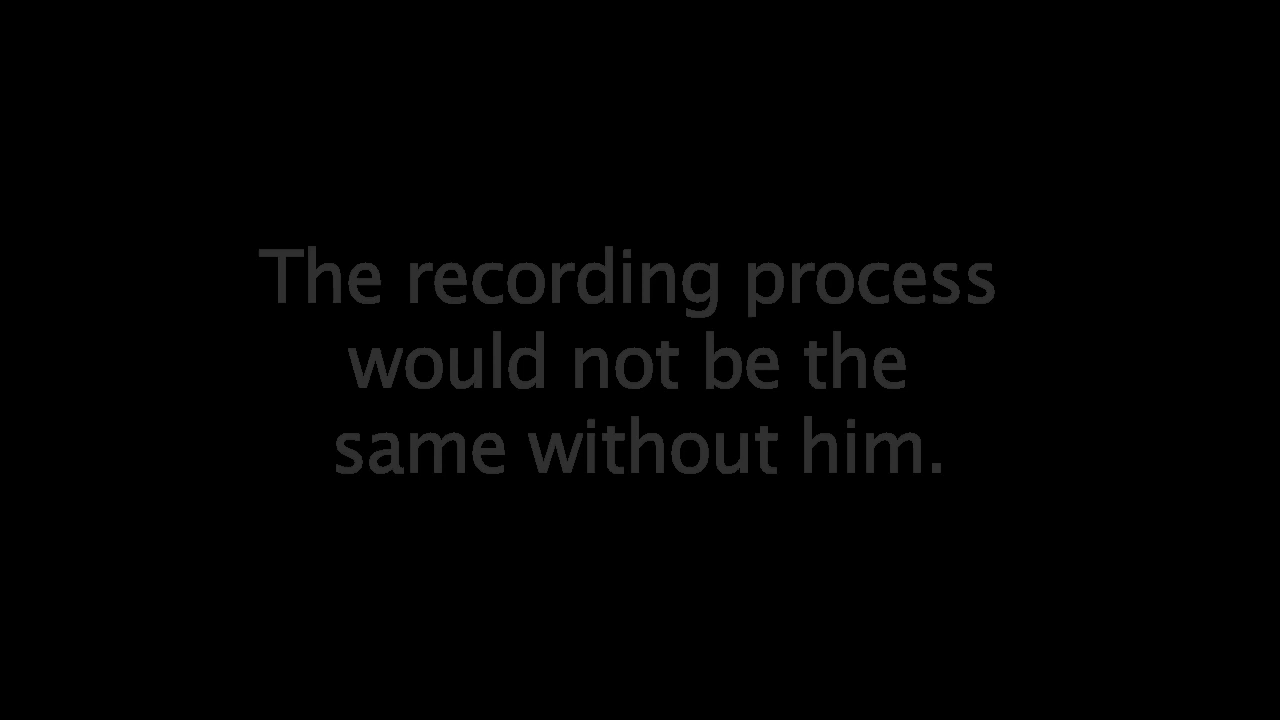 The recording process
would not be the
same without him.